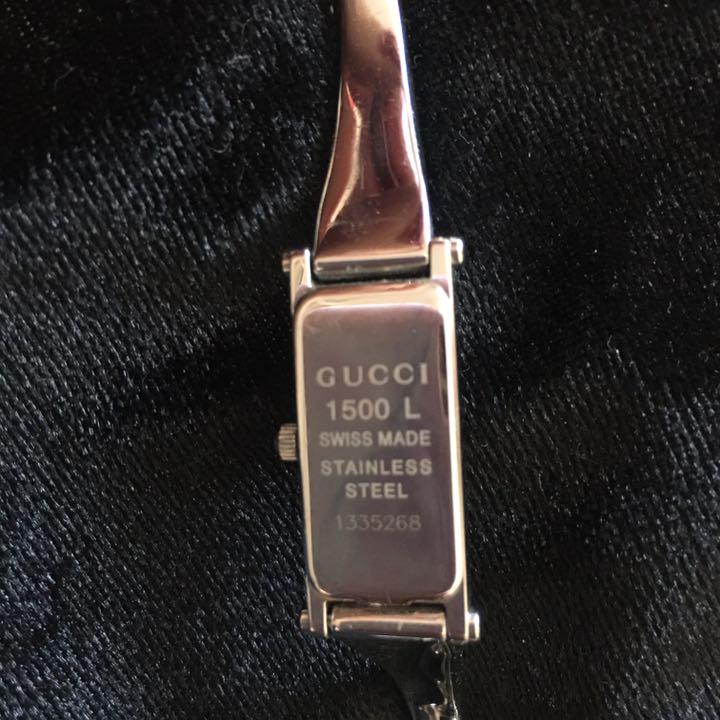 GUCCI
1500 L
SWISS MADE
STAINLESS
STEEL
1335268